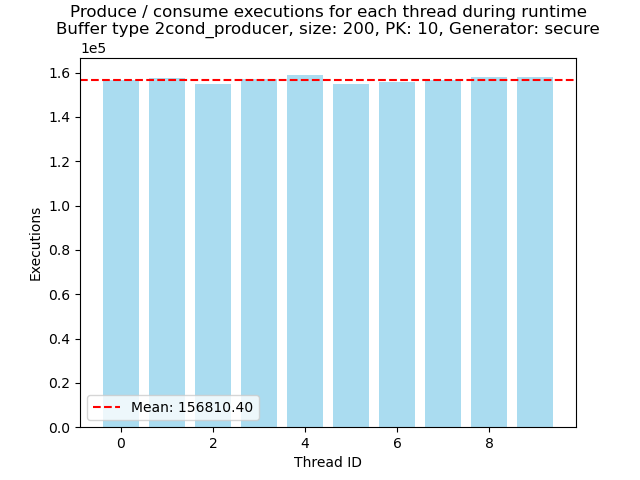 Produce / consume executions for each thread during runtime
Buffer type 2cond_producer, size: 200, PK: 10, Generator: secure
1e5
1.6
1.4
1.2
1.0
0.8
0.6
0.4
0.2
0.0
Executions
Mean: 156810.40
0 2 4 6 8
Thread ID